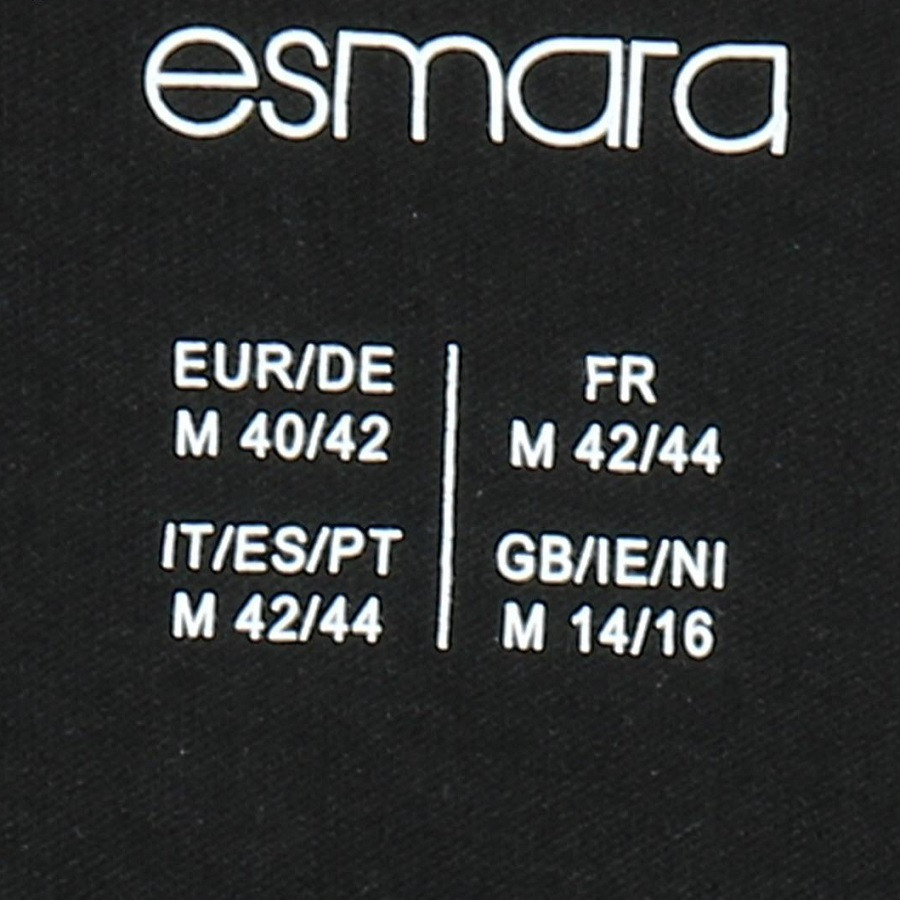 esmara
EUR/DE
M 40/42
FR
M 42/44
IT/ES/PT
M 42/44
GB/IE/NI
M 14/16